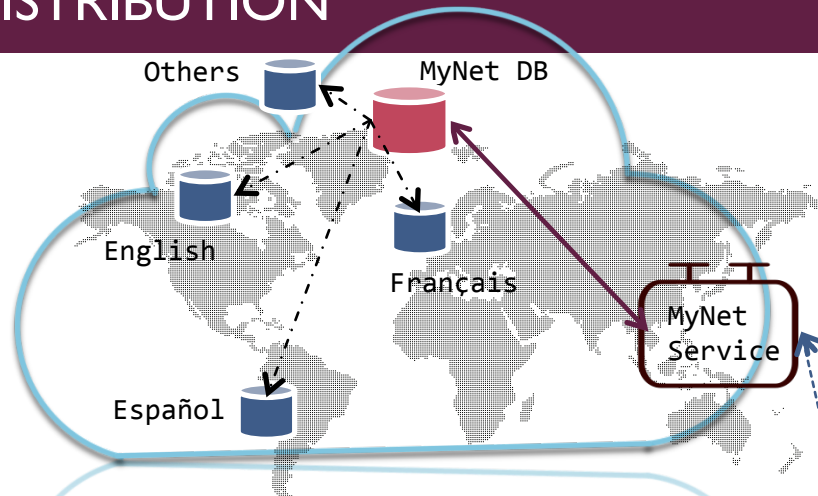 ISTRIBUTION
Others
MyNet DB
English
Français
MyNet
Service
Español